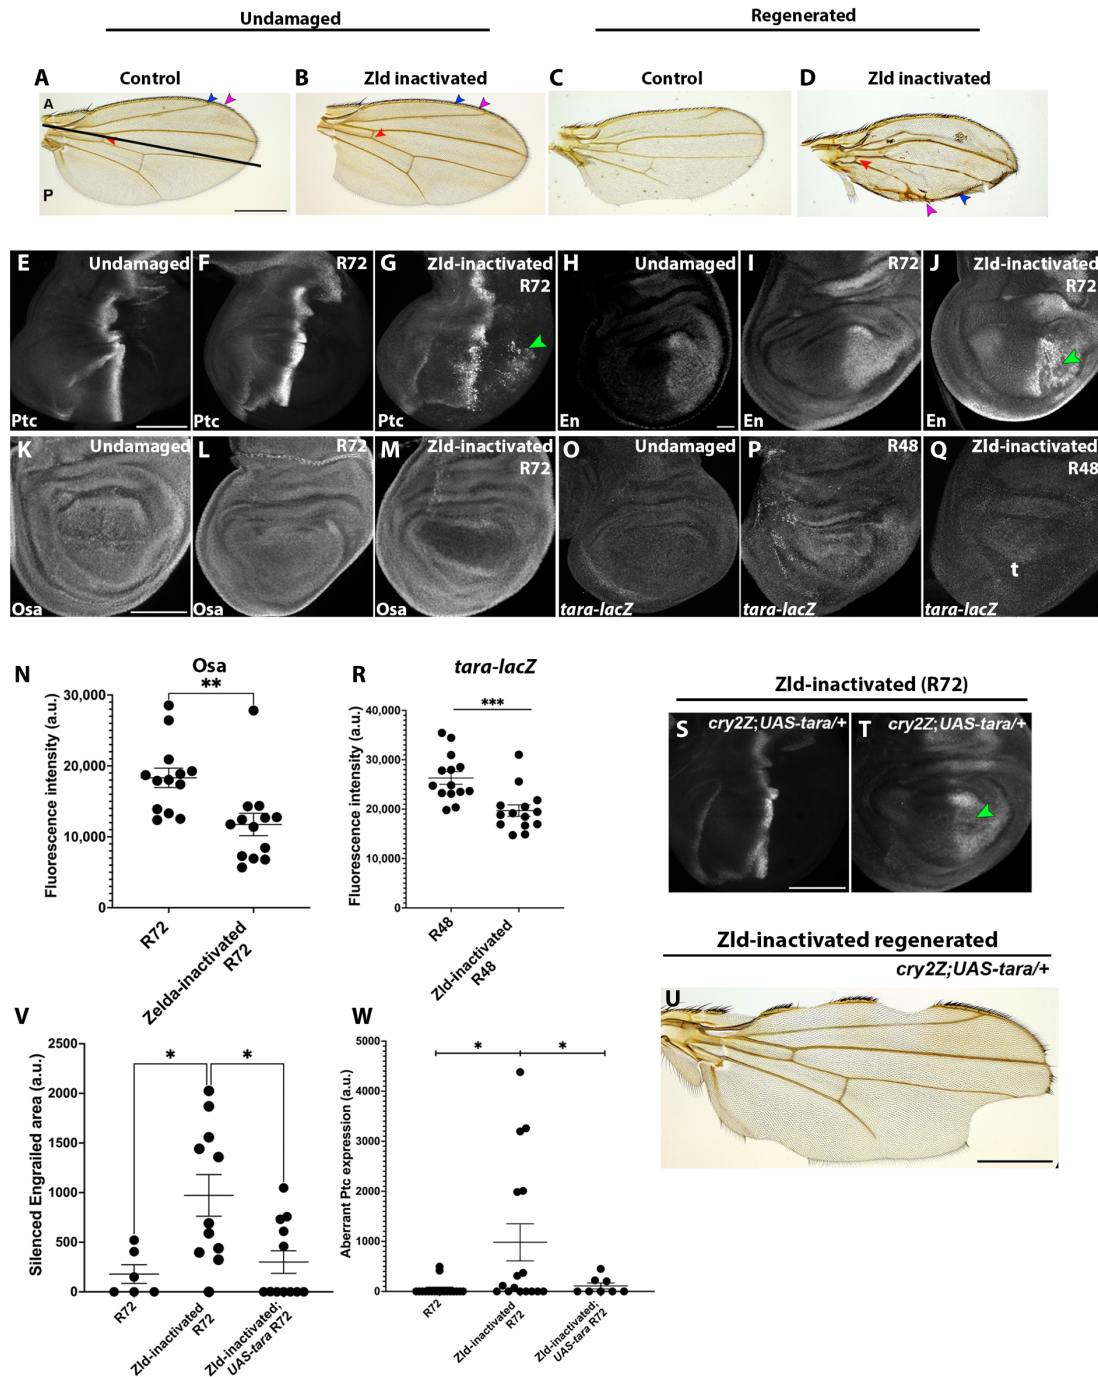 Undamaged
Regenerated
A
Control
B
Zld inactivated
C
Control
D
Zld inactivated
A
P
E
Undamaged
Ptc
F
R72
Ptc
G
Zld-inactivated
R72
Ptc
H
Undamaged
En
I
R72
En
J
Zld-inactivated
R72
En
K
Undamaged
Osa
L
R72
Osa
M
Zld-inactivated
R72
Osa
O
Undamaged
tara-lacZ
P
R48
tara-lacZ
Q
Zld-inactivated
R48
t
tara-lacZ
N
Osa
**
Fluorescence intensity (a.u.)
30,000
20,000
10,000
0
R72
Zelda-inactivated
R72
R
tara-lacZ
***
Fluorescence intensity (a.u.)
40,000
30,000
20,000
10,000
0
R48
Zld-inactivated
R48
Zld-inactivated (R72)
S
cry2Z;UAS-tara/+
T
cry2Z;UAS-tara/+
Zld-inactivated regenerated
cry2Z;UAS-tara/+
U
V
*
*
Silenced Engrailed area (a.u.)
2500
2000
1500
1000
500
0
R72
Zld-inactivated
R72
Zld-inactivated;
UAS-tara R72
W
*
*
Aberrant Ptc expression (a.u.)
5000
4000
3000
2000
1000
0
R72
Zld-inactivated
R72
Zld-inactivated;
UAS-tara R72